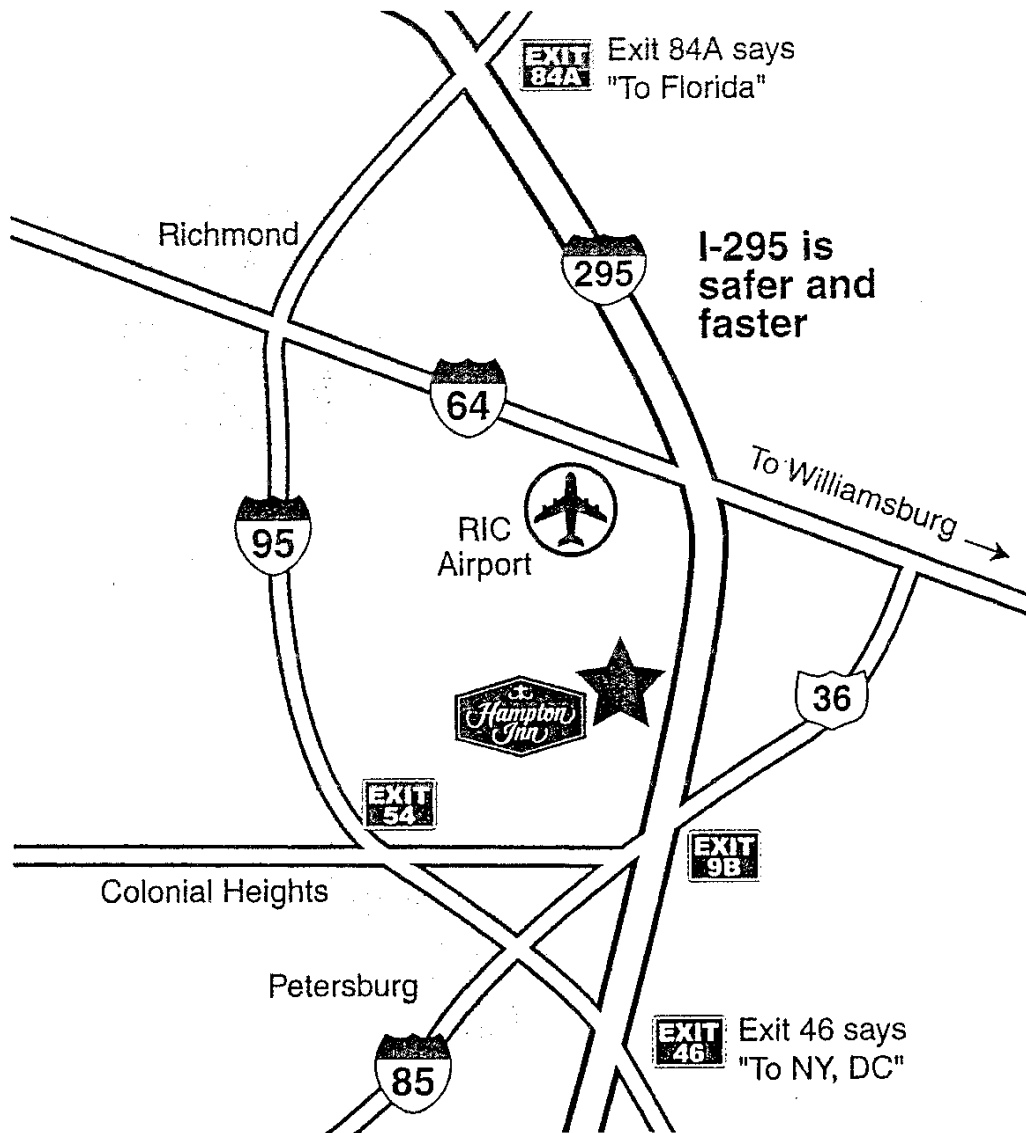 EXIT
84A
Exit 84A says
"To Florida"
Richmond
295
I-295 is
safer and
faster
64
To Williamsburg
95
RIC
Airport
36
Hampton
Inn
EXIT
54
EXIT
9B
Colonial Heights
Petersburg
EXIT
46
Exit 46 says
"To NY, DC"
85